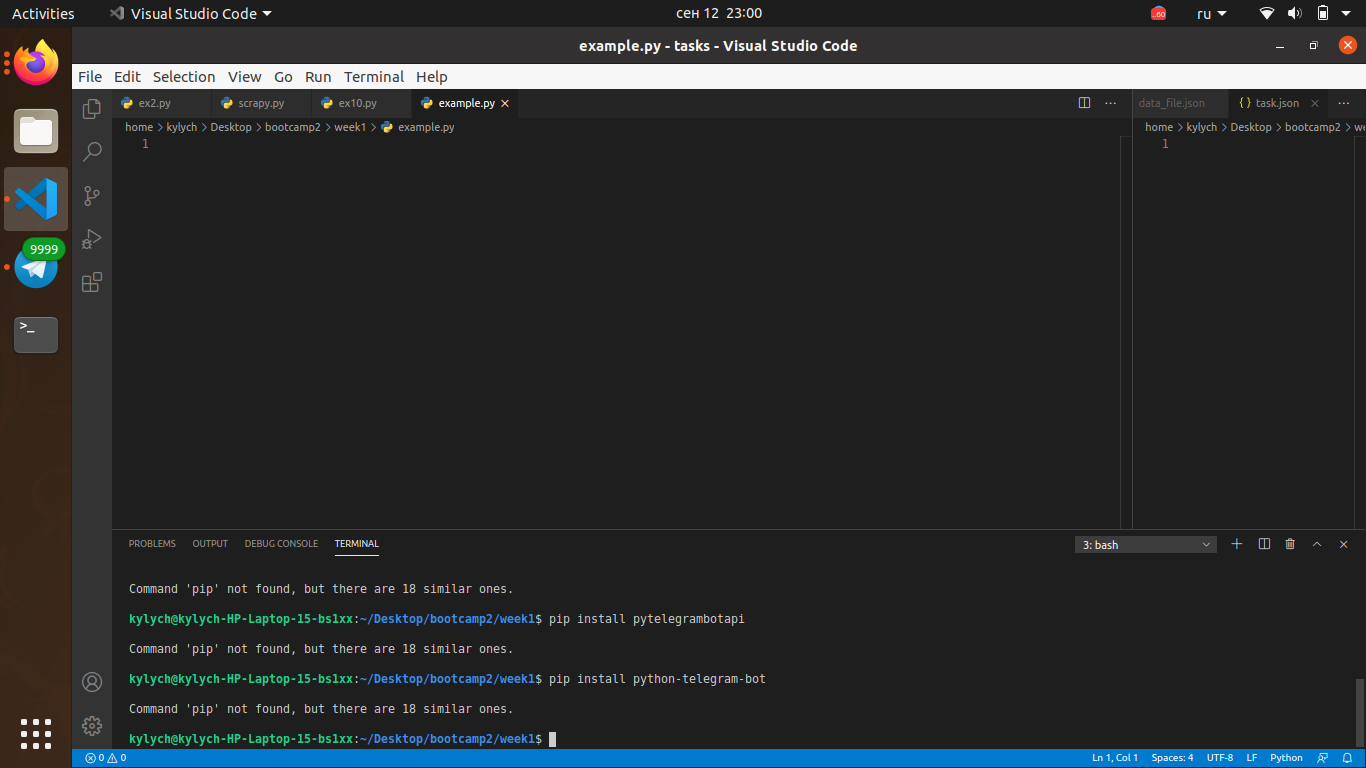 Activities
Visual Studio Code
сен 12 23:00
.60
ru
example.py - tasks - Visual Studio Code
File Edit Selection View Go Run Terminal Help
ex2.py
scrapy.py
ex10.py
example.py
data_file.json
task.json
home > kylych > Desktop > bootcamp2 > week1 > example.py
home > kylych > Desktop > bootcamp2 > we
1
1
9999
>_
PROBLEMS OUTPUT DEBUG CONSOLE TERMINAL
3: bash
Command 'pip' not found, but there are 18 similar ones.
kylych@kylych-HP-Laptop-15-bs1xx:~/Desktop/bootcamp2/week1$ pip install pytelegrambotapi
Command 'pip' not found, but there are 18 similar ones.
kylych@kylych-HP-Laptop-15-bs1xx:~/Desktop/bootcamp2/week1$ pip install python-telegram-bot
Command 'pip' not found, but there are 18 similar ones.
kylych@kylych-HP-Laptop-15-bs1xx:~/Desktop/bootcamp2/week1$
0 0
Ln 1, Col 1 Spaces: 4 UTF-8 LF Python